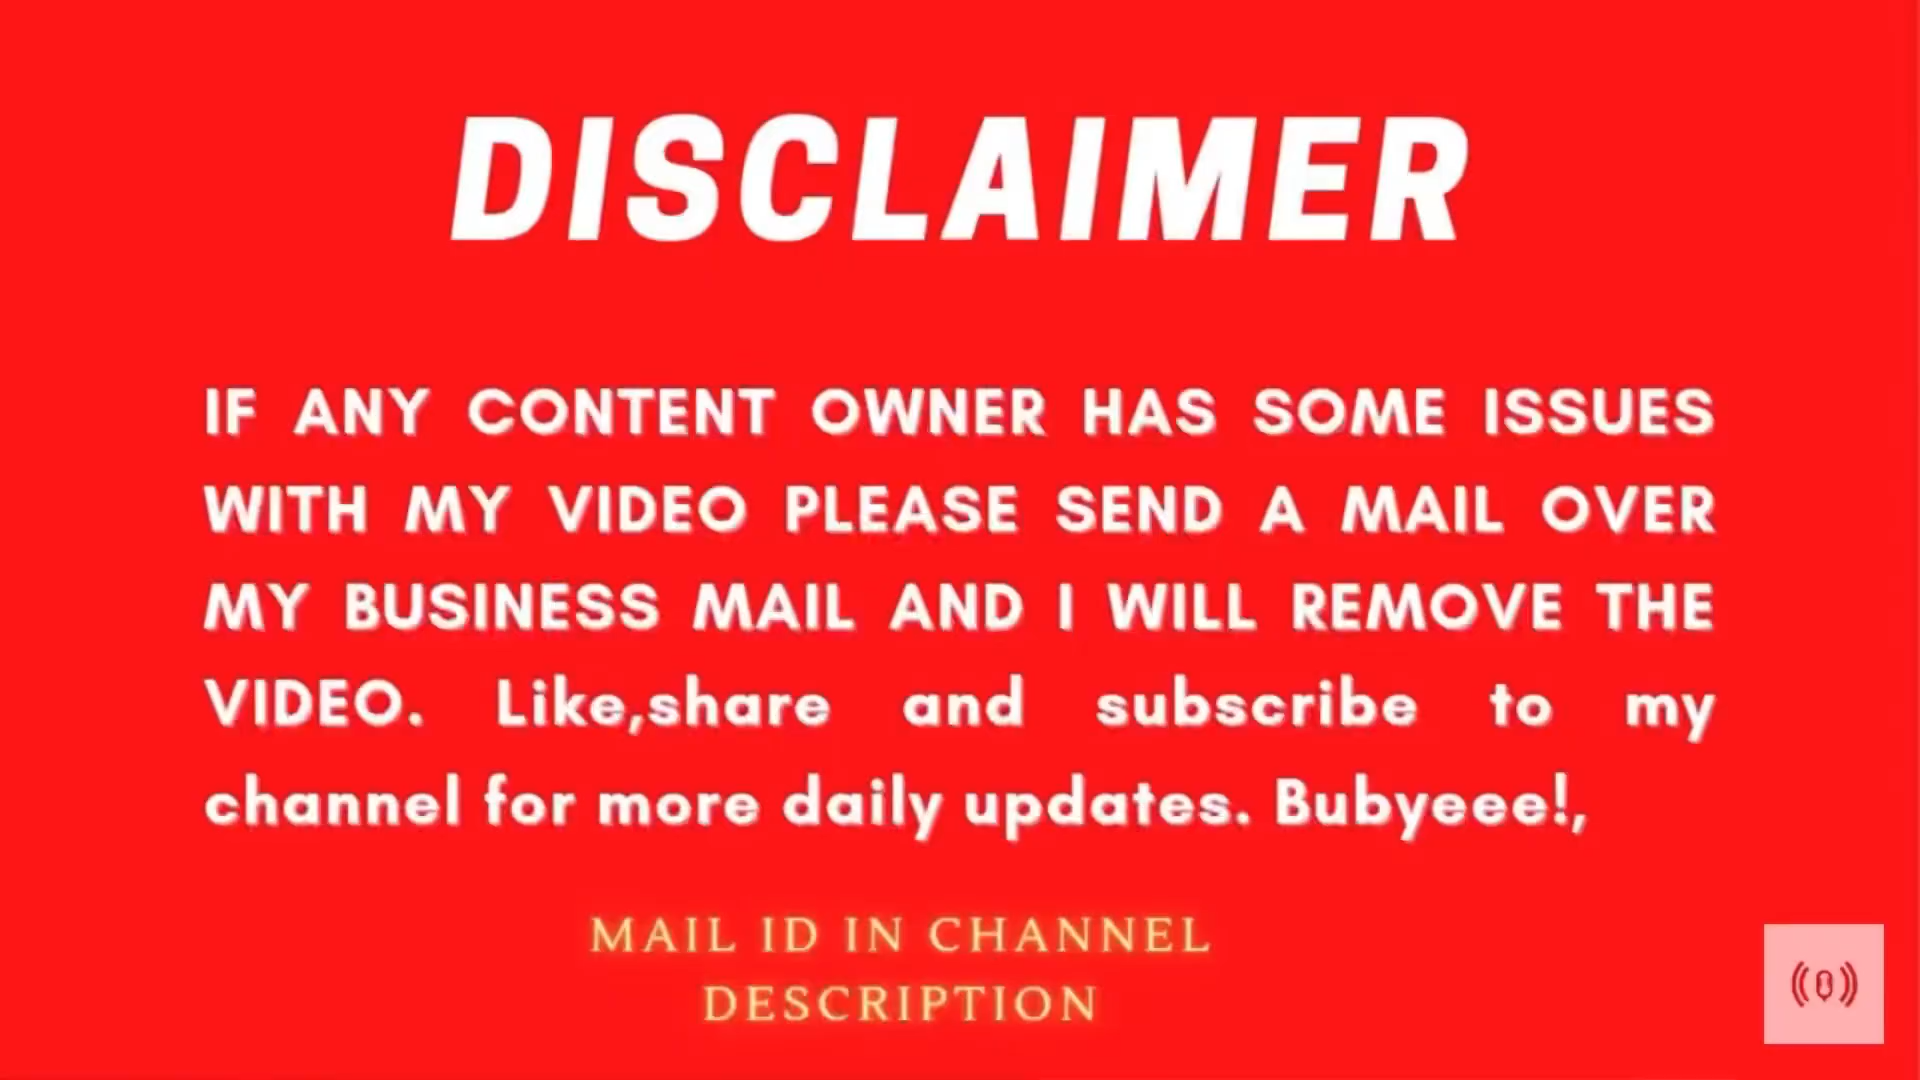 DISCLAIMER
IF ANY CONTENT OWNER HAS SOME ISSUES
WITH MY VIDEO PLEASE SEND A MAIL OVER
MY BUSINESS MAIL AND I WILL REMOVE THE
VIDEO. Like,share and subscribe to my
channel for more daily updates. Bubyeee!,
MAIL ID IN CHANNEL
DESCRIPTION